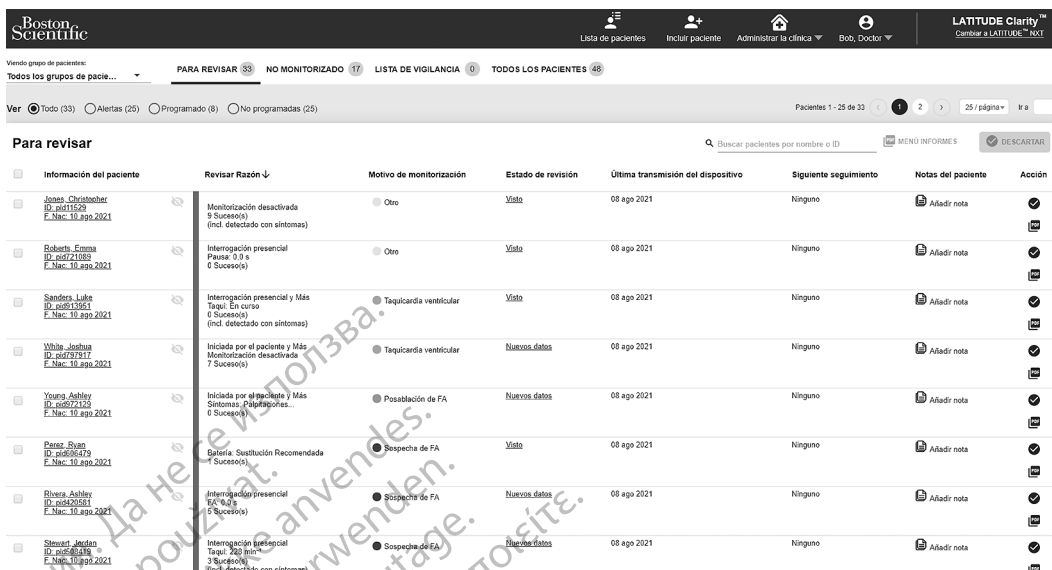 Boston
Scientific
Lista de pacientes
Incluir paciente
Administrar la clínica
Bob, Doctor
LATITUDE Clarity™
Cambiar a LATITUDE™ NXT
Viendo grupo de pacientes:
Todos los grupos de pacie...
PARA REVISAR 33
NO MONITORIZADO 17
LISTA DE VIGILANCIA 0
TODOS LOS PACIENTES 48
Ver Todo (33) Alertas (25) Programado (8) No programadas (25)
Pacientes 1 - 25 de 33 < 1 2 > 25 / página Ir a
Para revisar
Buscar pacientes por nombre o ID
PDF MENÚ INFORMES
DESCARTAR
Información del paciente Revisar Razón Motivo de monitorización Estado de revisión Última transmisión del dispositivo Siguiente seguimiento Notas del paciente Acción
Jones, Christopher
ID: pid11529
F. Nac: 10 ago 2021
Monitorización desactivada
9 Suceso(s)
(incl. detectado con síntomas)
Otro
Visto
08 ago 2021
Ninguno
Añadir nota
PDF
Roberts, Emma
ID: pid721089
F. Nac: 10 ago 2021
Interrogación presencial
Pausa: 0,0 s
0 Suceso(s)
Otro
Visto
08 ago 2021
Ninguno
Añadir nota
PDF
Sanders, Luke
ID: pid913951
F. Nac: 10 ago 2021
Interrogación presencial y Más
Taqui: En curso
0 Suceso(s)
(incl. detectado con síntomas)
Taquicardia ventricular
Visto
08 ago 2021
Ninguno
Añadir nota
PDF
White, Joshua
ID: pid797917
F. Nac: 10 ago 2021
Iniciada por el paciente y Más
Monitorización desactivada
7 Suceso(s)
Taquicardia ventricular
Nuevos datos
08 ago 2021
Ninguno
Añadir nota
PDF
Young, Ashley
ID: pid972129
F. Nac: 10 ago 2021
Iniciada por el paciente y Más
Síntomas: Palpitaciones...
0 Suceso(s)
Posablación de FA
Nuevos datos
08 ago 2021
Ninguno
Añadir nota
PDF
Perez, Ryan
ID: pid606479
F. Nac: 10 ago 2021
Batería: Sustitución Recomendada
1 Suceso(s)
Sospecha de FA
Visto
08 ago 2021
Ninguno
Añadir nota
PDF
Rivera, Ashley
ID: pid420581
F. Nac: 10 ago 2021
Interrogación presencial
FA: 0,0 s
5 Suceso(s)
Sospecha de FA
Nuevos datos
08 ago 2021
Ninguno
Añadir nota
PDF
Stewart, Jordan
ID: pid508419
F. Nac: 10 ago 2021
Interrogación presencial
Taqui: 228 min⁻¹
3 Suceso(s)
(incl. detectado con síntomas)
Sospecha de FA
Nuevos datos
08 ago 2021
Ninguno
Añadir nota
PDF
Да не се използва.
anvendes.